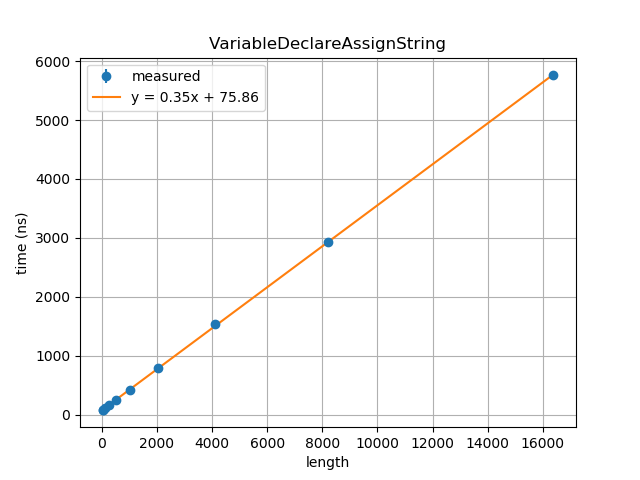 VariableDeclareAssignString
measured
y = 0.35x + 75.86
6000
5000
4000
3000
2000
1000
0
time (ns)
0 2000 4000 6000 8000 10000 12000 14000 16000
length